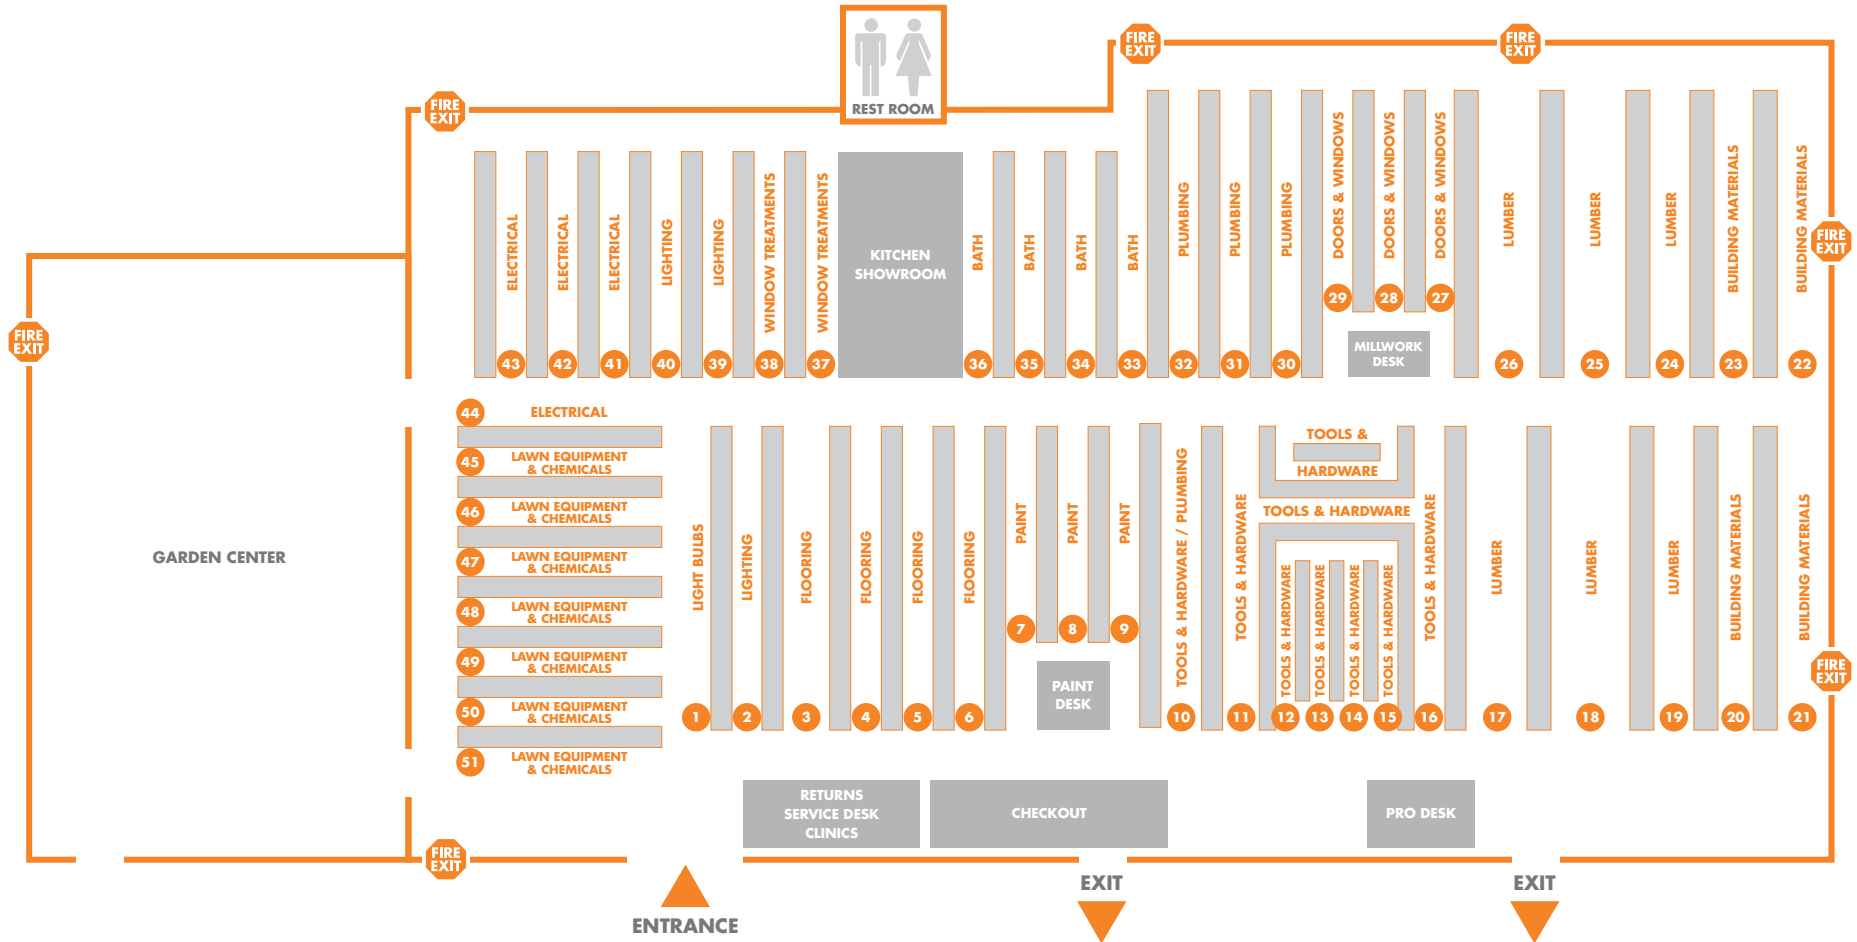 FIRE
EXIT
FIRE
EXIT
FIRE
EXIT
REST ROOM
FIRE
EXIT
FIRE
EXIT
FIRE
EXIT
ELECTRICAL
ELECTRICAL
ELECTRICAL
LIGHTING
LIGHTING
WINDOW TREATMENTS
WINDOW TREATMENTS
KITCHEN
SHOWROOM
BATH
BATH
BATH
BATH
PLUMBING
PLUMBING
PLUMBING
DOORS & WINDOWS
DOORS & WINDOWS
DOORS & WINDOWS
LUMBER
LUMBER
LUMBER
BUILDING MATERIALS
BUILDING MATERIALS
29
28
27
MILLWORK
DESK
43
42
41
40
39
38
37
36
35
34
33
32
31
30
26
25
24
23
22
44
ELECTRICAL
45
LAWN EQUIPMENT
& CHEMICALS
46
LAWN EQUIPMENT
& CHEMICALS
47
LAWN EQUIPMENT
& CHEMICALS
48
LAWN EQUIPMENT
& CHEMICALS
49
LAWN EQUIPMENT
& CHEMICALS
50
LAWN EQUIPMENT
& CHEMICALS
51
LAWN EQUIPMENT
& CHEMICALS
GARDEN CENTER
LIGHT BULBS
LIGHTING
FLOORING
FLOORING
FLOORING
FLOORING
PAINT
PAINT
PAINT
TOOLS & HARDWARE / PLUMBING
TOOLS & HARDWARE
TOOLS &
HARDWARE
TOOLS & HARDWARE
TOOLS & HARDWARE
TOOLS & HARDWARE
TOOLS & HARDWARE
TOOLS & HARDWARE
TOOLS & HARDWARE
LUMBER
LUMBER
LUMBER
BUILDING MATERIALS
BUILDING MATERIALS
7
8
9
PAINT
DESK
1
2
3
4
5
6
10
11
12
13
14
15
16
17
18
19
20
21
FIRE
EXIT
RETURNS
SERVICE DESK
CLINICS
CHECKOUT
PRO DESK
FIRE
EXIT
ENTRANCE
EXIT
EXIT